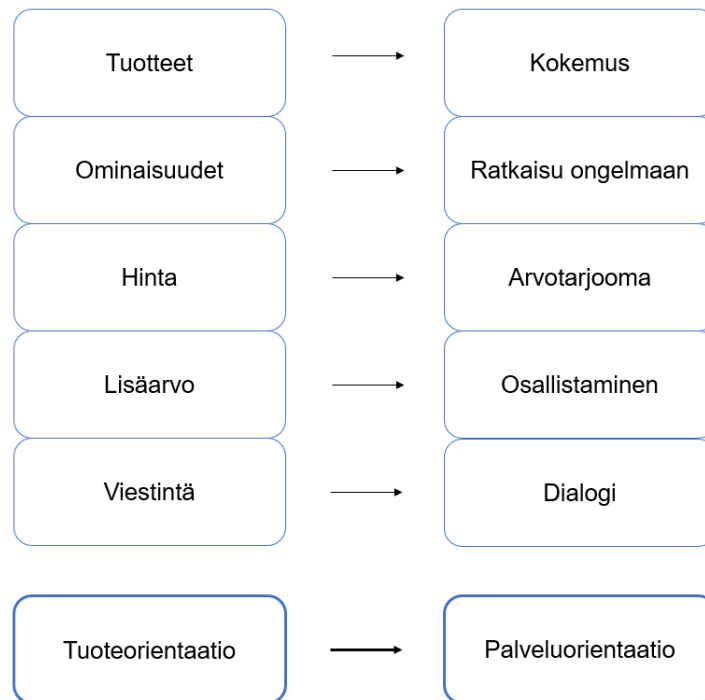 Tuotteet
Kokemus
Ominaisuudet
Ratkaisu ongelmaan
Hinta
Arvotarjooma
Lisäarvo
Osallistaminen
Viestintä
Dialogi
Tuoteorientaatio
Palveluorientaatio